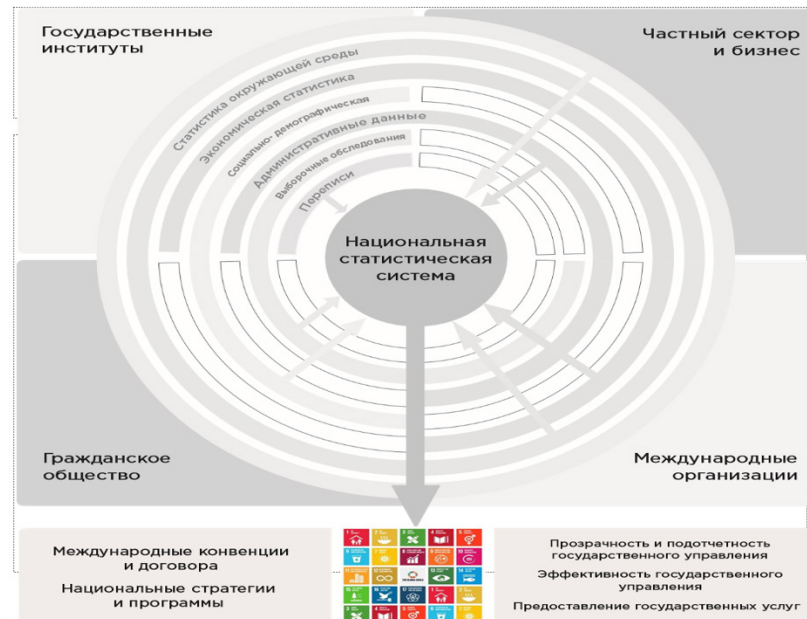 Государственные
институты
Частный сектор
и бизнес
Статистика окружающей среды
Экономическая статистика
Социально- демографическая
Административные данные
Выборочные обследования
Переписи
Национальная
статистическая
система
Гражданское
общество
Международные
организации
Международные конвенции
и договора
Национальные стратегии
и программы
Прозрачность и подотчетность
государственного управления
Эффективность государственного
управления
Предоставление государственных услуг